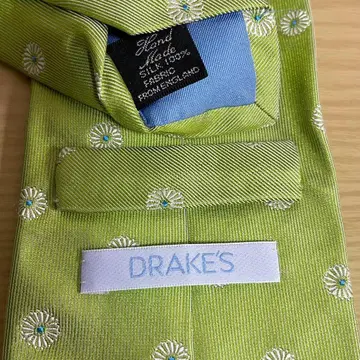 Hand
Made
SILK 100%
FABRIC
FROM ENGLAND
DRAKE'S